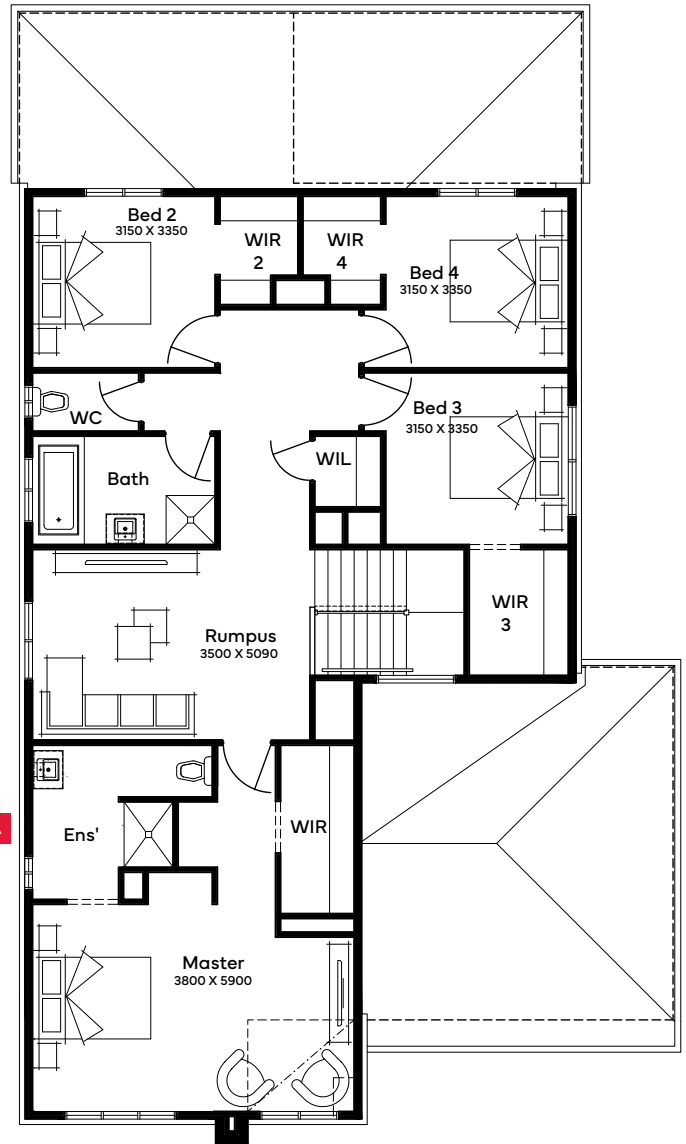 Bed 2
3150 X 3350
WIR
2
WIR
4
Bed 4
3150 X 3350
WC
Bed 3
3150 X 3350
Bath
WIL
WIR
3
Rumpus
3500 X 5090
Ens'
WIR
Master
3800 X 5900